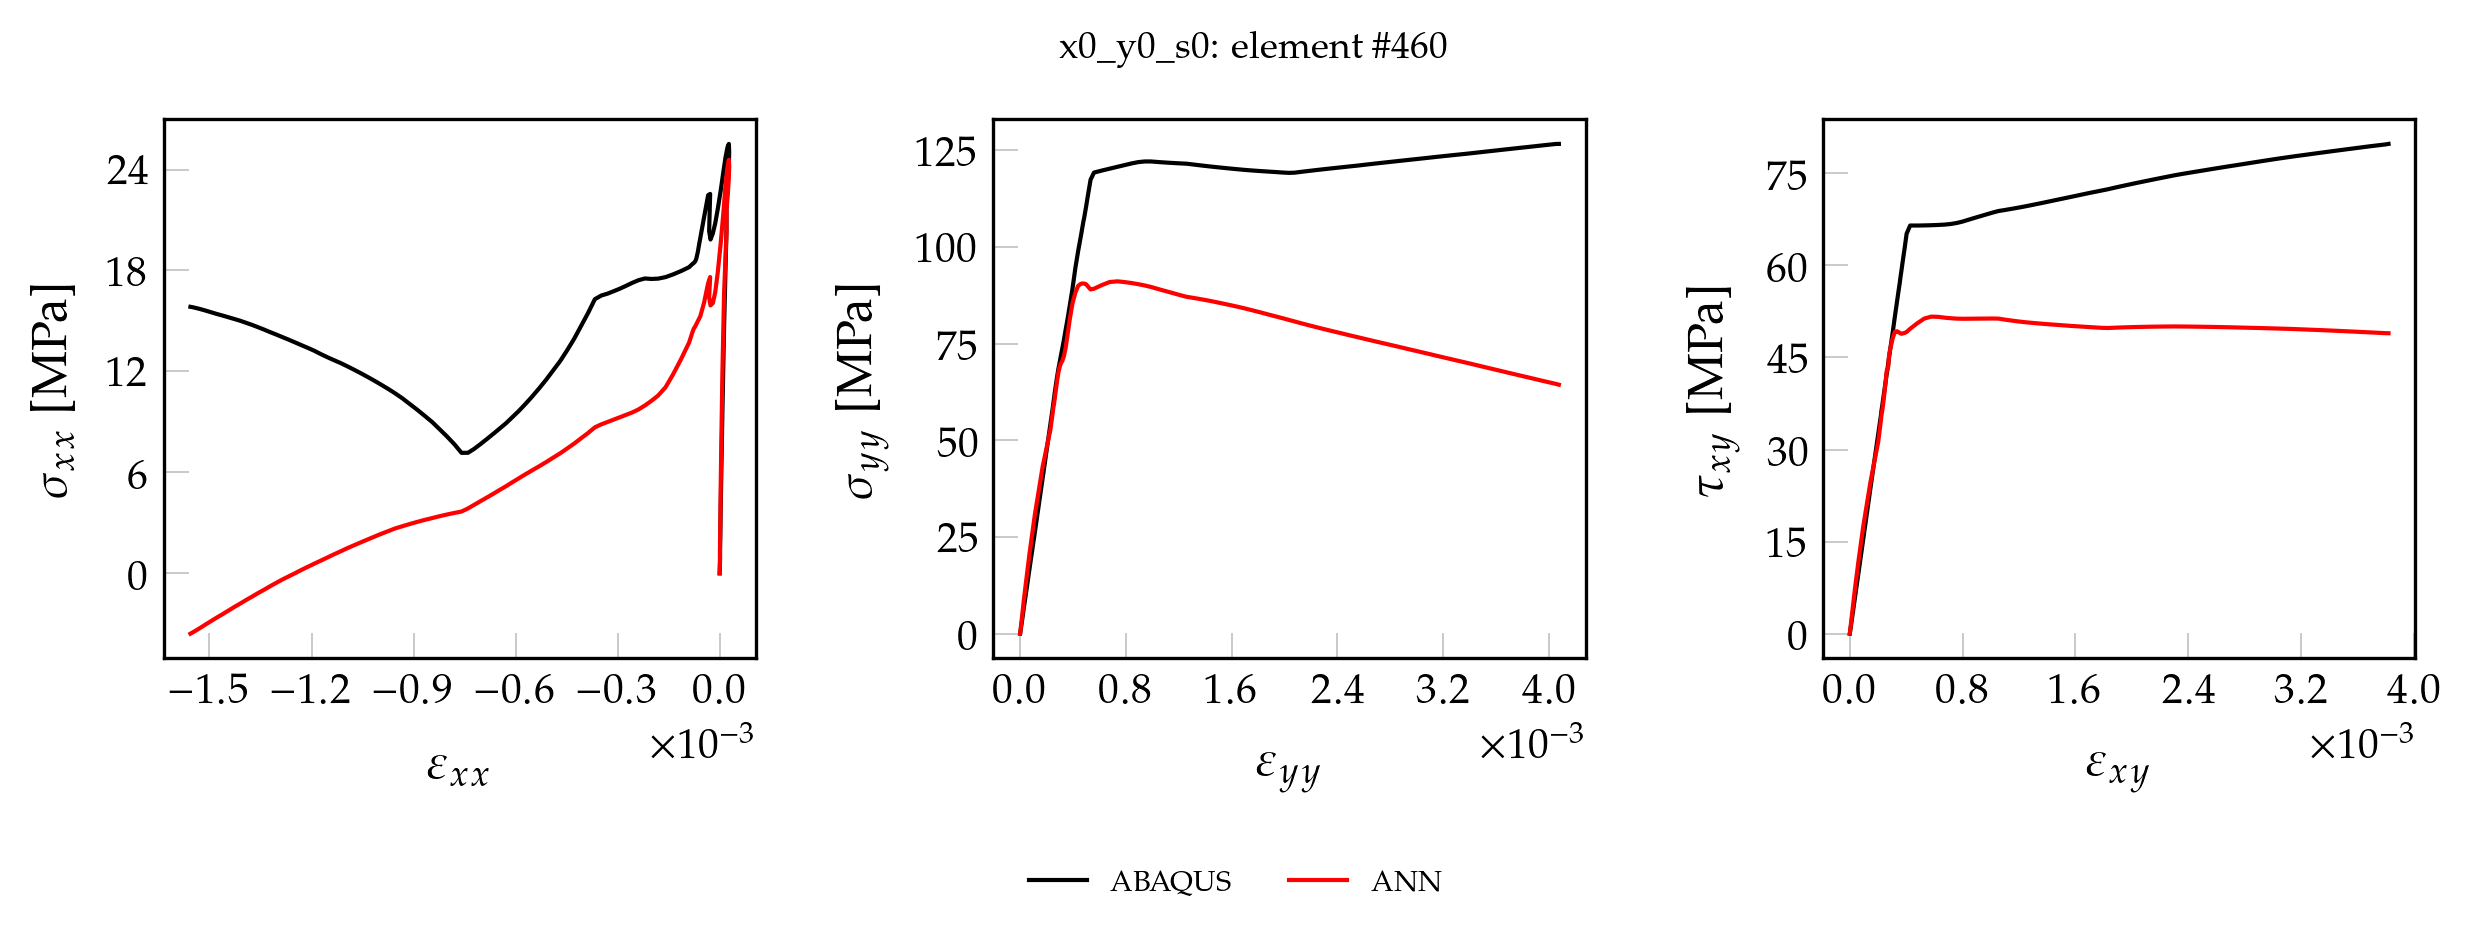 x0_y0_s0: element #460
σxx [MPa]
24
18
12
6
0
−1.5 −1.2 −0.9 −0.6 −0.3 0.0
×10−3
εxx
σyy [MPa]
125
100
75
50
25
0
0.0 0.8 1.6 2.4 3.2 4.0
×10−3
εyy
τxy [MPa]
75
60
45
30
15
0
0.0 0.8 1.6 2.4 3.2 4.0
×10−3
εxy
ABAQUS ANN